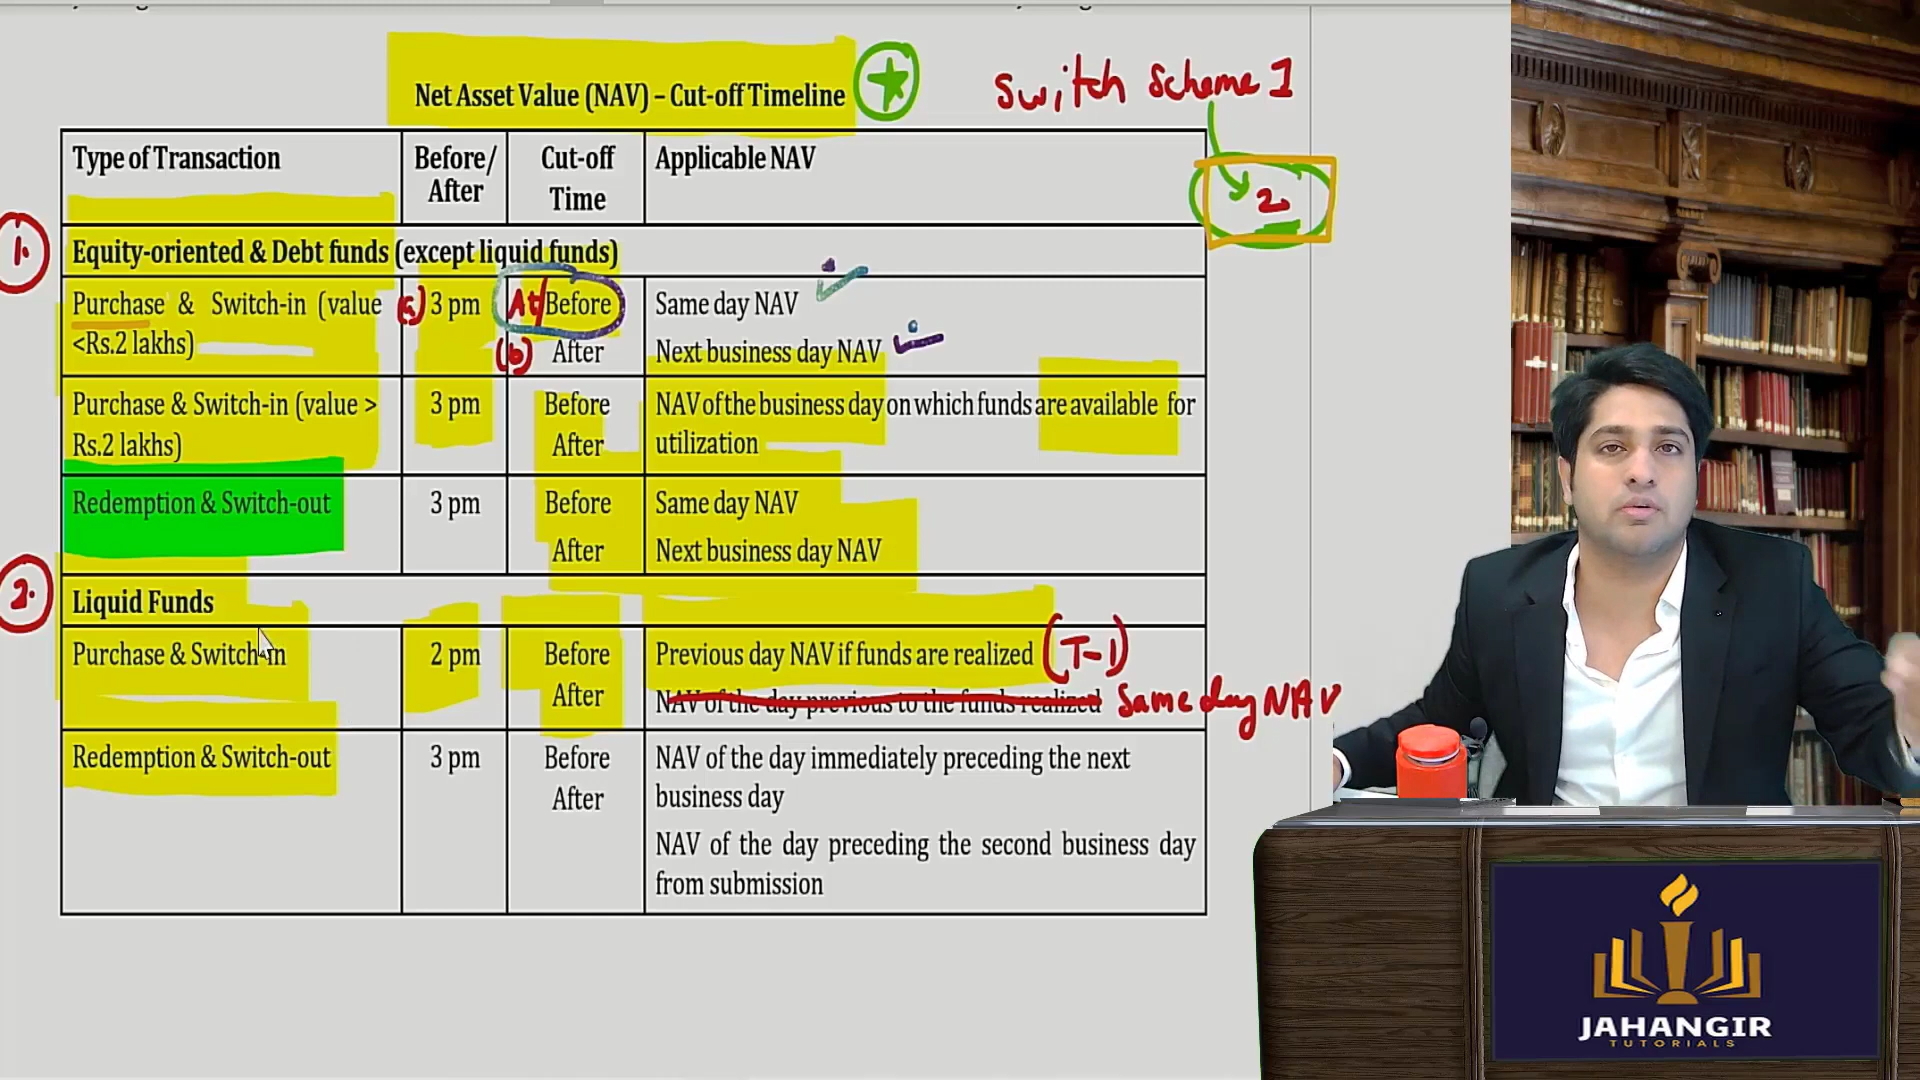 Net Asset Value (NAV) – Cut-off Timeline
Switch Scheme 1
2
Type of Transaction
Before/
After
Cut-off
Time
Applicable NAV
1.
Equity-oriented & Debt funds (except liquid funds)
Purchase & Switch-in (value
<Rs.2 lakhs)
(a) 3 pm
At/Before
Same day NAV
(b) After
Next business day NAV
Purchase & Switch-in (value >
Rs.2 lakhs)
3 pm
Before
After
NAV of the business day on which funds are available for
utilization
Redemption & Switch-out
3 pm
Before
Same day NAV
After
Next business day NAV
2.
Liquid Funds
Purchase & Switch-in
2 pm
Before
Previous day NAV if funds are realized (T-1)
After
NAV of the day previous to the funds realized Same day NAV
Redemption & Switch-out
3 pm
Before
After
NAV of the day immediately preceding the next
business day
NAV of the day preceding the second business day
from submission
JAHANGIR
TUTORIALS